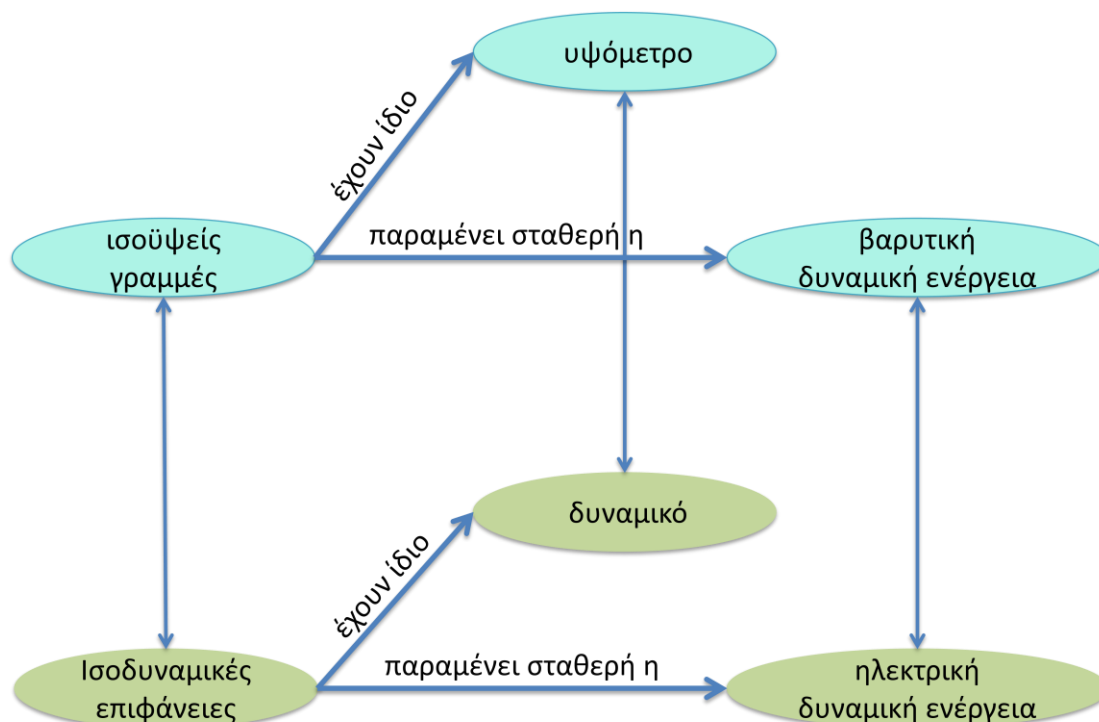 υψόμετρο
έχουν ίδιο
ισοϋψείς
γραμμές
παραμένει σταθερή η
βαρυτική
δυναμική ενέργεια
δυναμικό
έχουν ίδιο
Ισοδυναμικές
επιφάνειες
παραμένει σταθερή η
ηλεκτρική
δυναμική ενέργεια